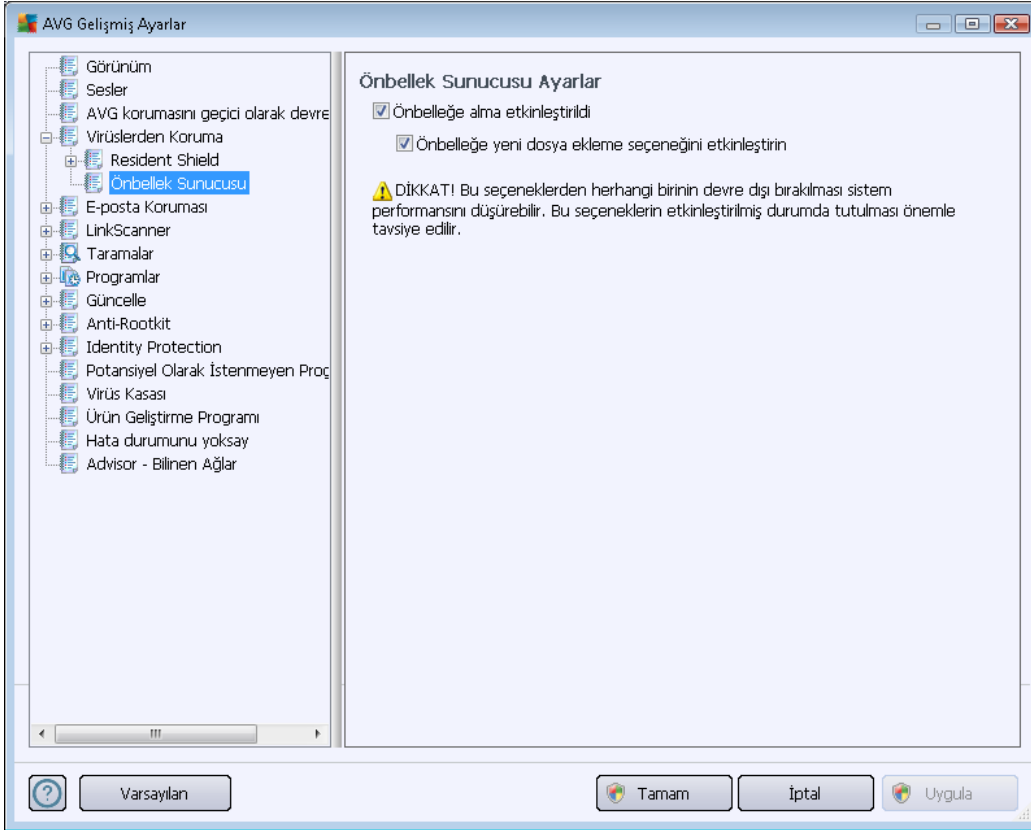 AVG Gelişmiş Ayarlar
Görünüm
Sesler
AVG korumasını geçici olarak devre
Virüslerden Koruma
Resident Shield
Önbellek Sunucusu
E-posta Koruması
LinkScanner
Taramalar
Programlar
Güncelle
Anti-Rootkit
Identity Protection
Potansiyel Olarak İstenmeyen Prog
Virüs Kasası
Ürün Geliştirme Programı
Hata durumunu yoksay
Advisor - Bilinen Ağlar
Önbellek Sunucusu Ayarlar
Önbelleğe alma etkinleştirildi
Önbelleğe yeni dosya ekleme seçeneğini etkinleştirin
DİKKAT! Bu seçeneklerden herhangi birinin devre dışı bırakılması sistem
performansını düşürebilir. Bu seçeneklerin etkinleştirilmiş durumda tutulması önemle
tavsiye edilir.
Varsayılan
Tamam
İptal
Uygula